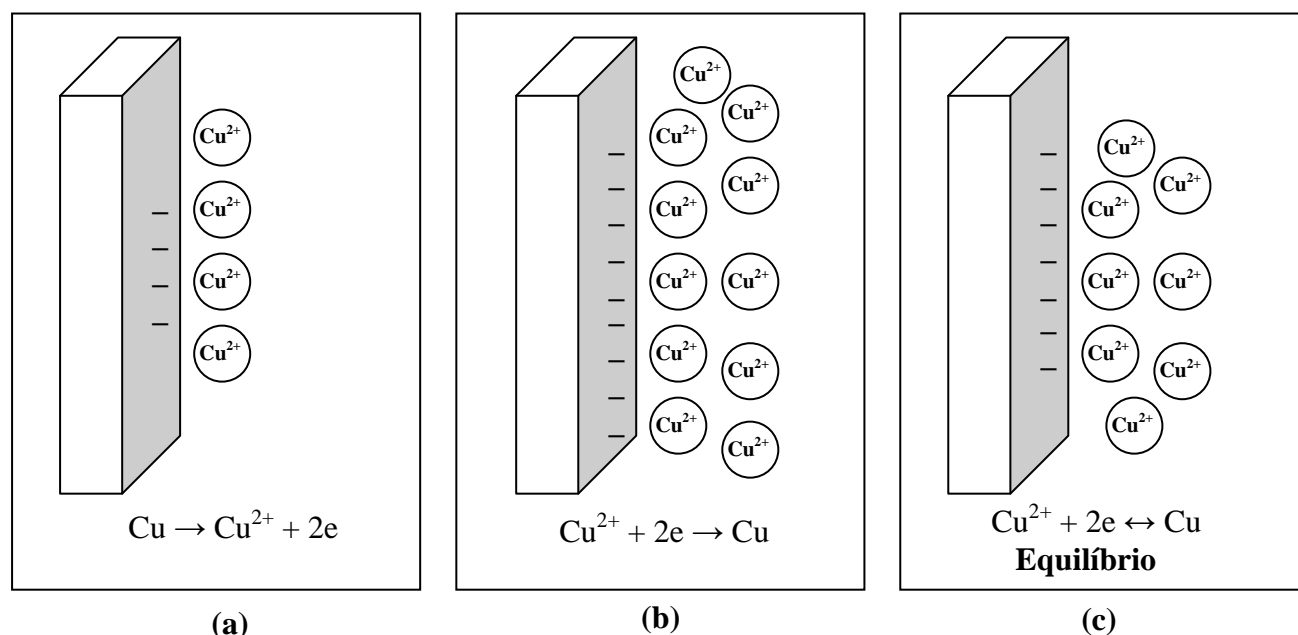 Cu²⁺
Cu²⁺
Cu²⁺
Cu²⁺
Cu → Cu²⁺ + 2e
(a)
Cu²⁺
Cu²⁺
Cu²⁺
Cu²⁺
Cu²⁺
Cu²⁺ Cu²⁺
Cu²⁺
Cu²⁺
Cu²⁺
Cu²⁺
Cu²⁺ + 2e → Cu
(b)
Cu²⁺
Cu²⁺
Cu²⁺
Cu²⁺ Cu²⁺
Cu²⁺
Cu²⁺
Cu²⁺
Cu²⁺ + 2e ↔ Cu
Equilíbrio
(c)